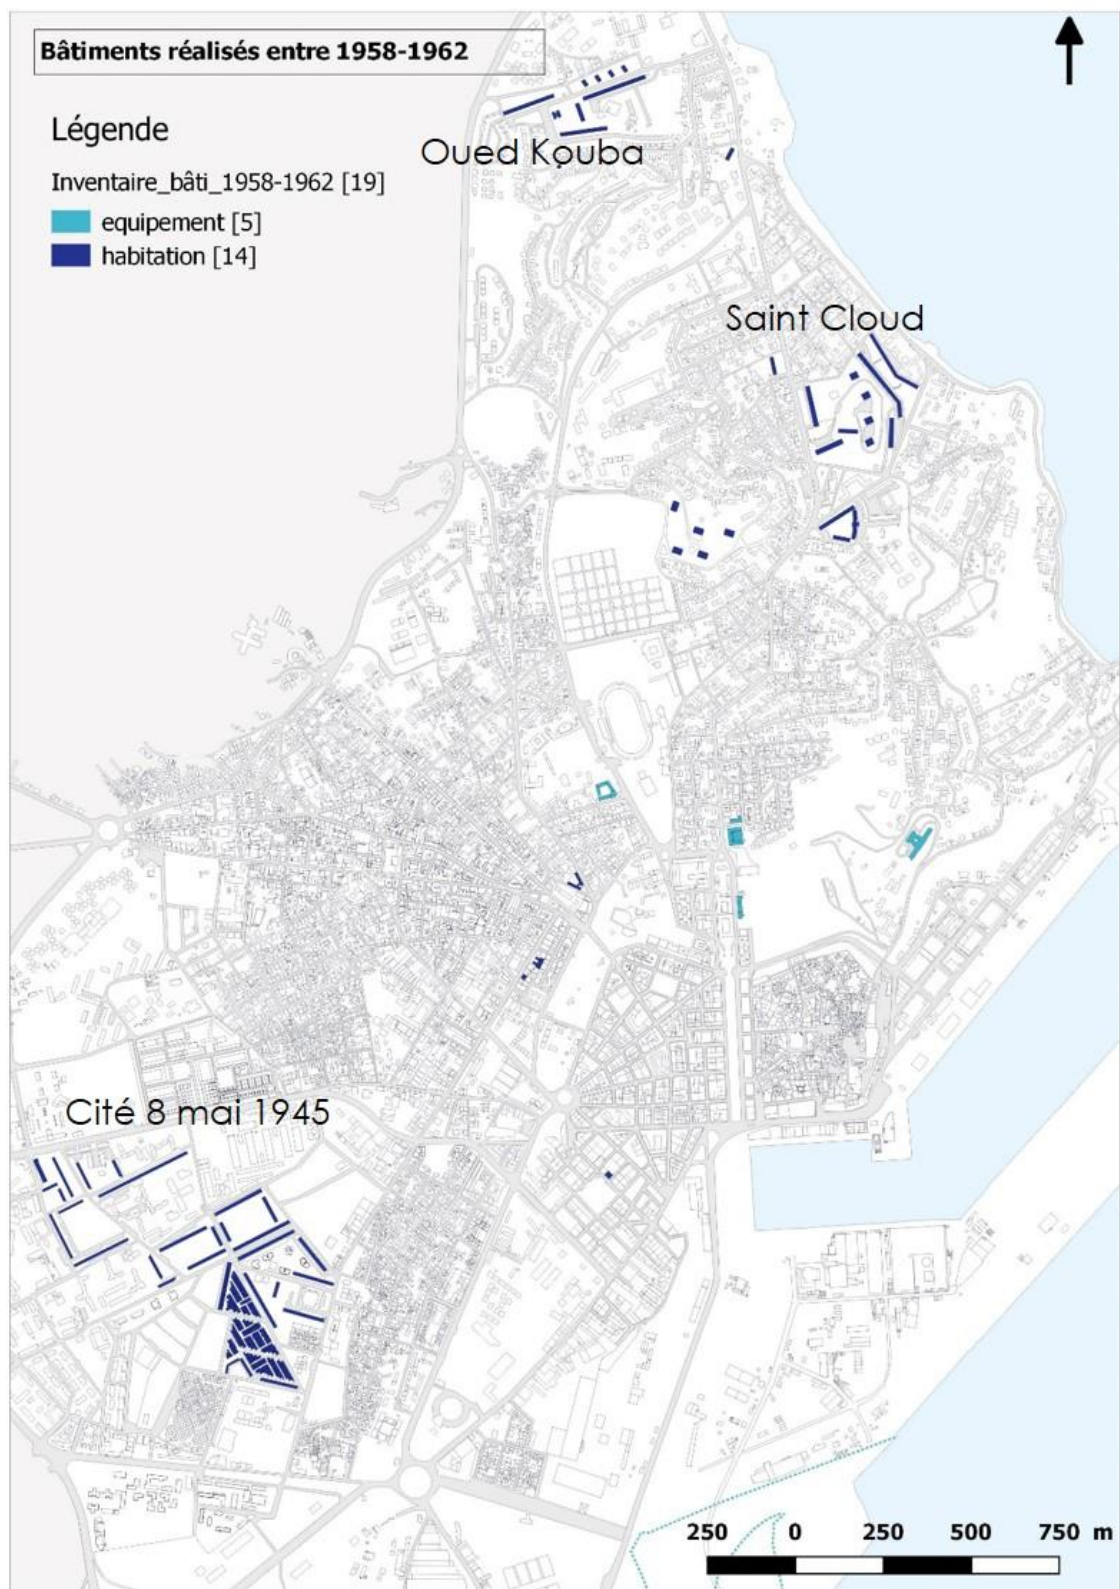 Bâtiments réalisés entre 1958-1962
Légende
Inventaire_bâti_1958-1962 [19]
equipement [5]
habitation [14]
Oued Kouba
Saint Cloud
Cité 8 mai 1945
250 0 250 500 750 m